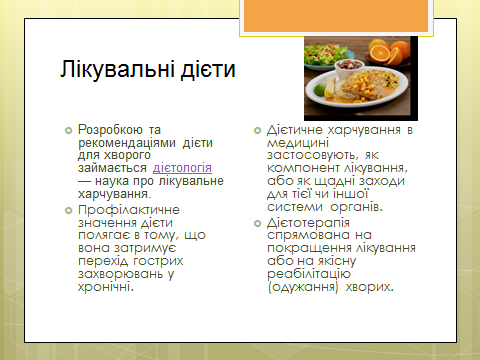 Лікувальні дієти
Розробкою та
рекомендаціями дієти
для хворого
займається дієтологія
— наука про лікувальне
харчування.
Профілактичне
значення дієти
полягає в тому, що
вона затримує
перехід гострих
захворювань у
хронічні.
Дієтичне харчування в
медицині
застосовують, як
компонент лікування,
або як щадні заходи
для тієї чи іншої
системи органів.
Дієтотерапія
спрямована на
покращення лікування
або на якісну
реабілітацію
(одужання) хворих.